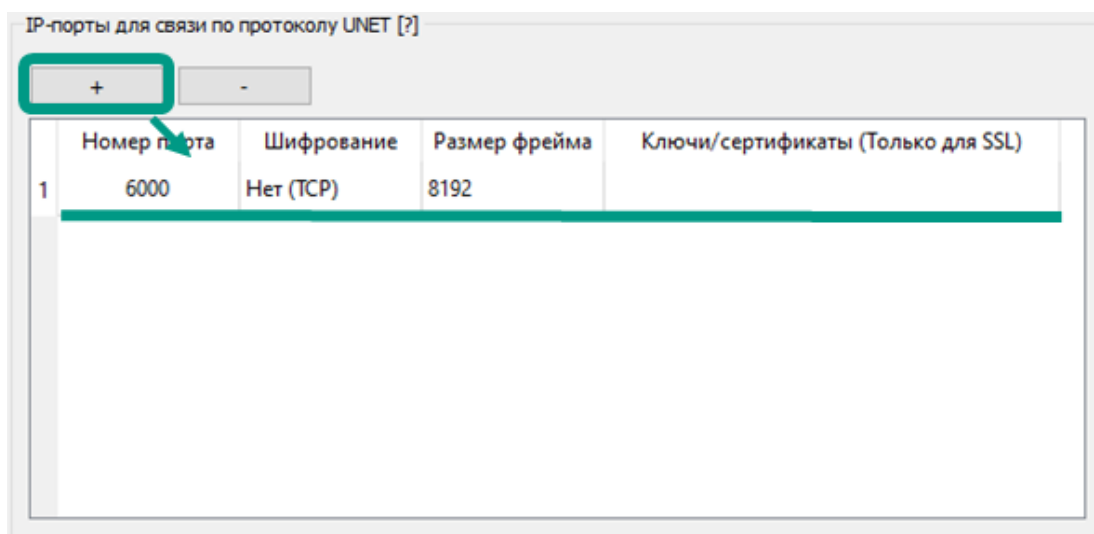 IP-порты для связи по протоколу UNET [?]
+ -
Номер порта Шифрование Размер фрейма Ключи/сертификаты (Только для SSL)
1 6000 Нет (TCP) 8192